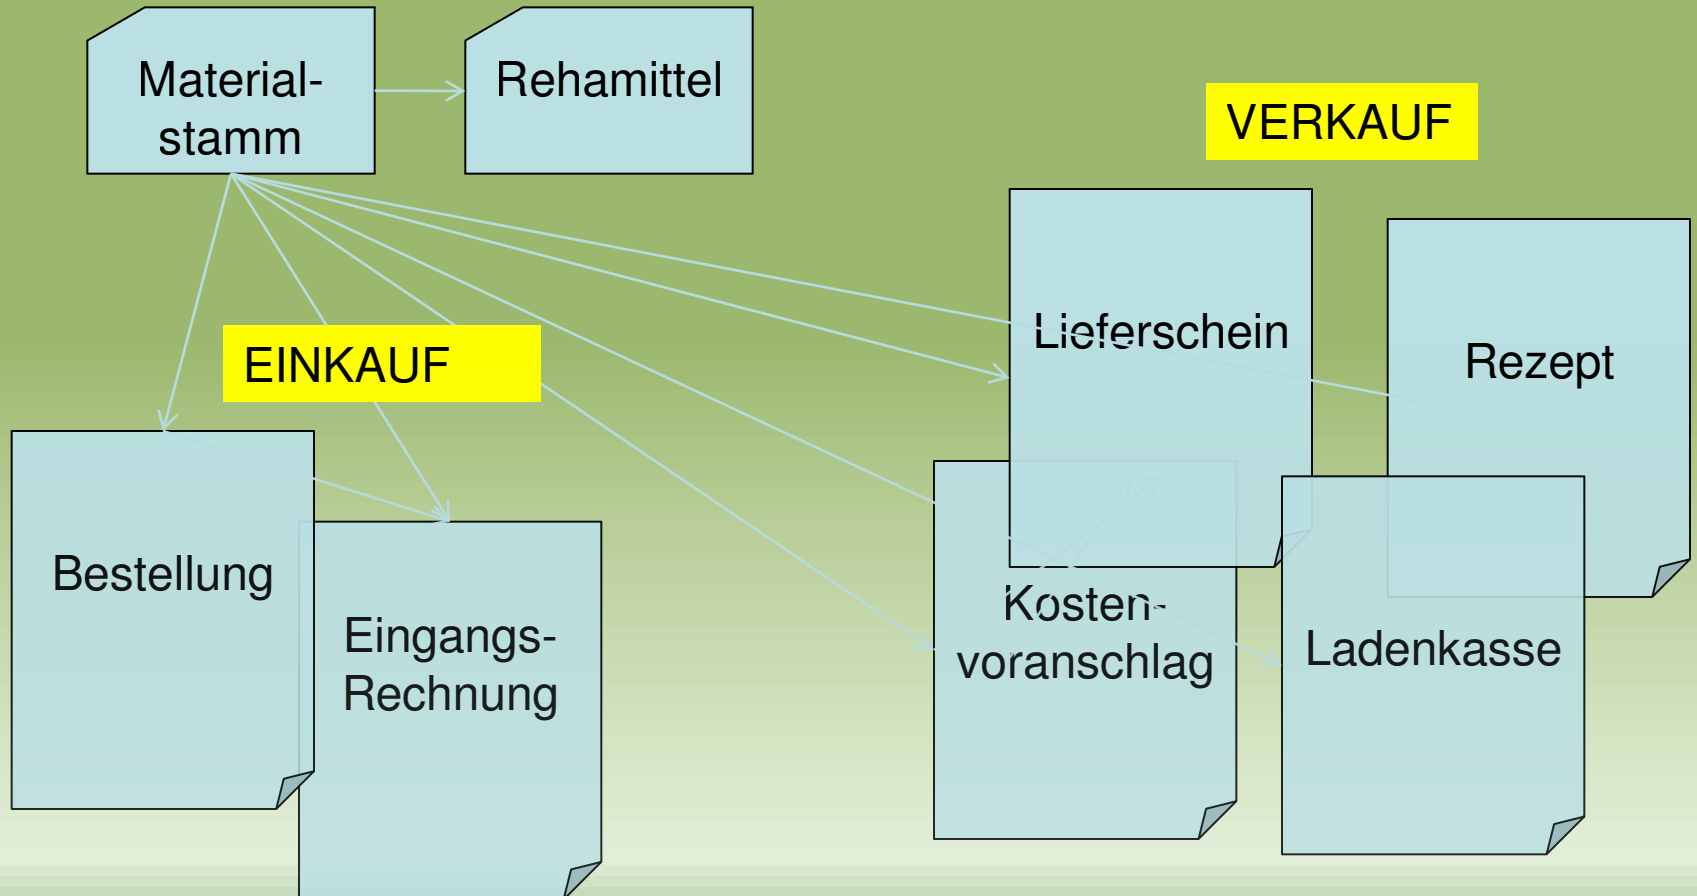 Material-
stamm
Rehamittel
VERKAUF
Lieferschein
Rezept
EINKAUF
Bestellung
Eingangs-
Rechnung
Kosten-
voranschlag
Ladenkasse